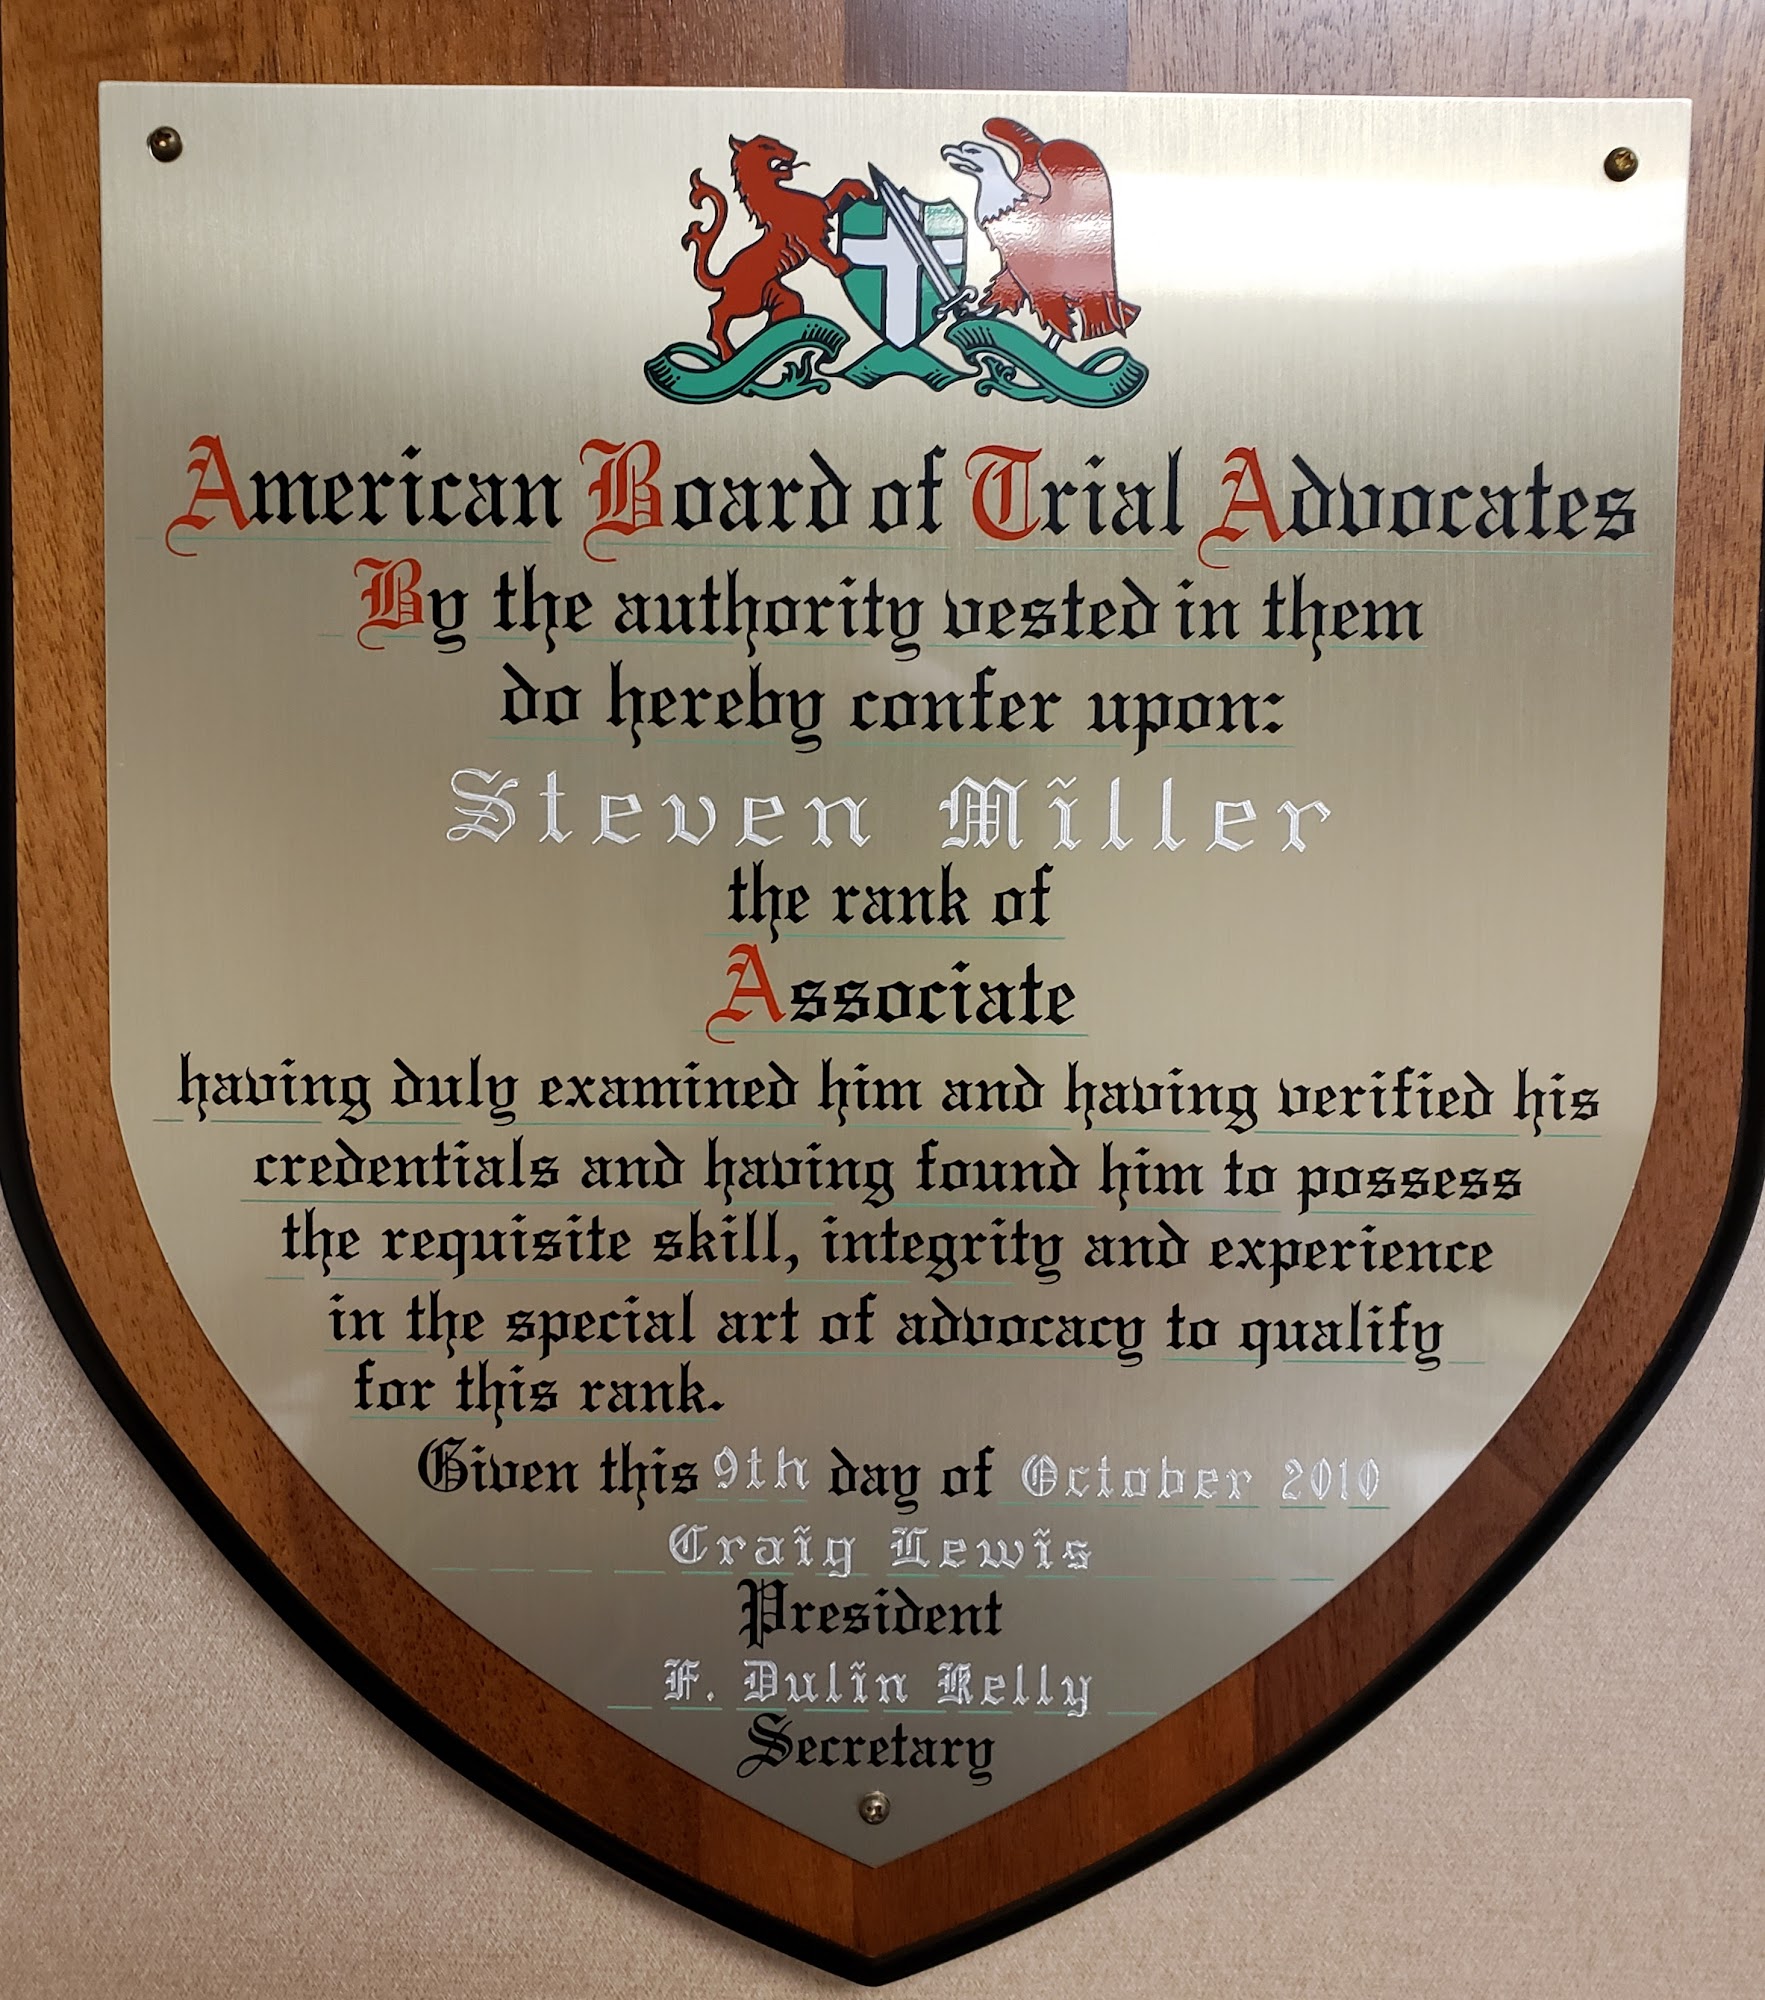 American Board of Trial Advocates
By the authority vested in them
do hereby confer upon:
Steven Miller
the rank of
Associate
having duly examined him and having verified his
credentials and having found him to possess
the requisite skill, integrity and experience
in the special art of advocacy to qualify
for this rank.
Given this 9th day of October 2010
Craig Lewis
President
F. Dulin Kelly
Secretary